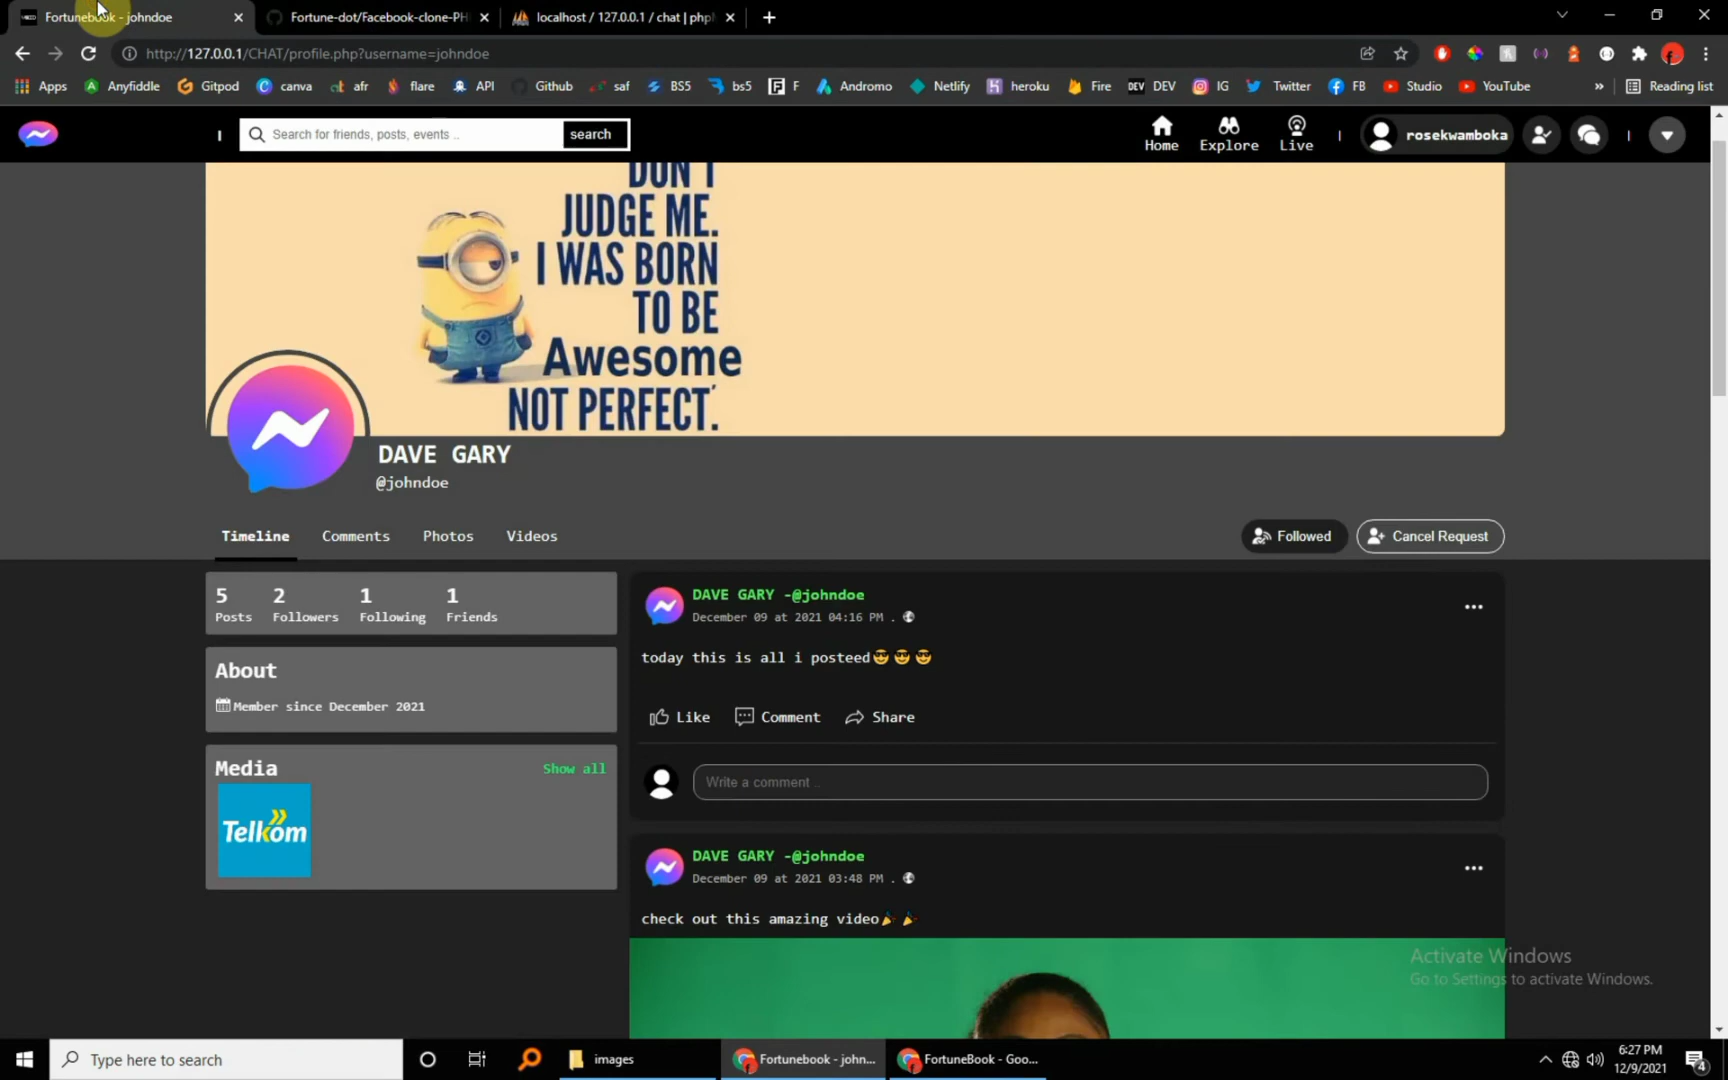 Fortunebook - johndoe
Fortune-dot/Facebook-clone-PH
localhost / 127.0.0.1 / chat | php
http://127.0.0.1/CHAT/profile.php?username=johndoe
Apps Anyfiddle Gitpod canva afr flare API Github saf BS5 bs5 F Andromo Netlify heroku Fire DEV DEV IG Twitter FB Studio YouTube » Reading list
Search for friends, posts, events ..
search
Home Explore Live rosekwamboka
DON'T
JUDGE ME.
I WAS BORN
TO BE
Awesome
NOT PERFECT.
DAVE GARY
@johndoe
Timeline Comments Photos Videos
Followed Cancel Request
5 2 1 1
Posts Followers Following Friends
About
Member since December 2021
Media Show all
Telkom
DAVE GARY -@johndoe
December 09 at 2021 04:16 PM .
today this is all i posteed😎 😎 😎
Like Comment Share
Write a comment ..
DAVE GARY -@johndoe
December 09 at 2021 03:48 PM .
check out this amazing video🎉 🎉
Activate Windows
Go to Settings to activate Windows.
Type here to search
images
Fortunebook - john...
FortuneBook - Goo...
6:27 PM
12/9/2021
4